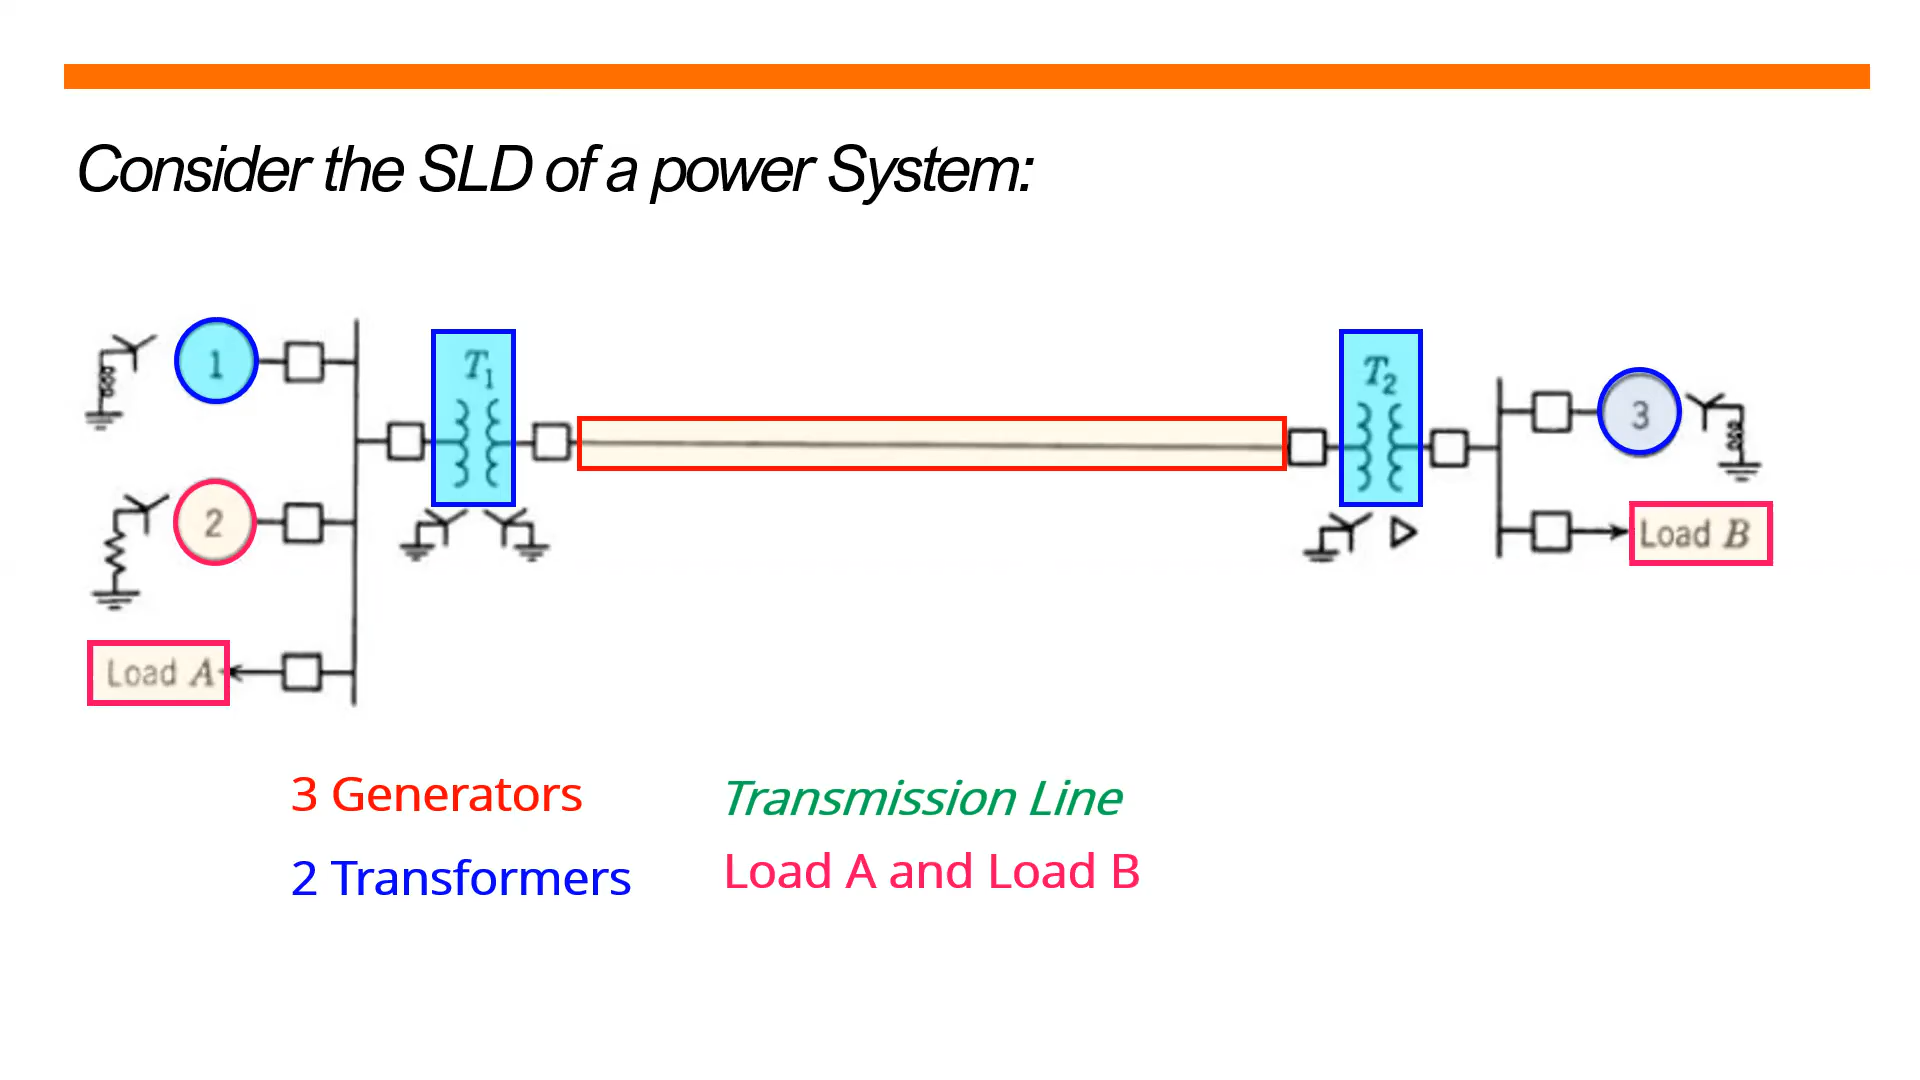 Consider the SLD of a power System:
1
T1
T2
3
2
Load B
Load A
3 Generators
Transmission Line
2 Transformers
Load A and Load B